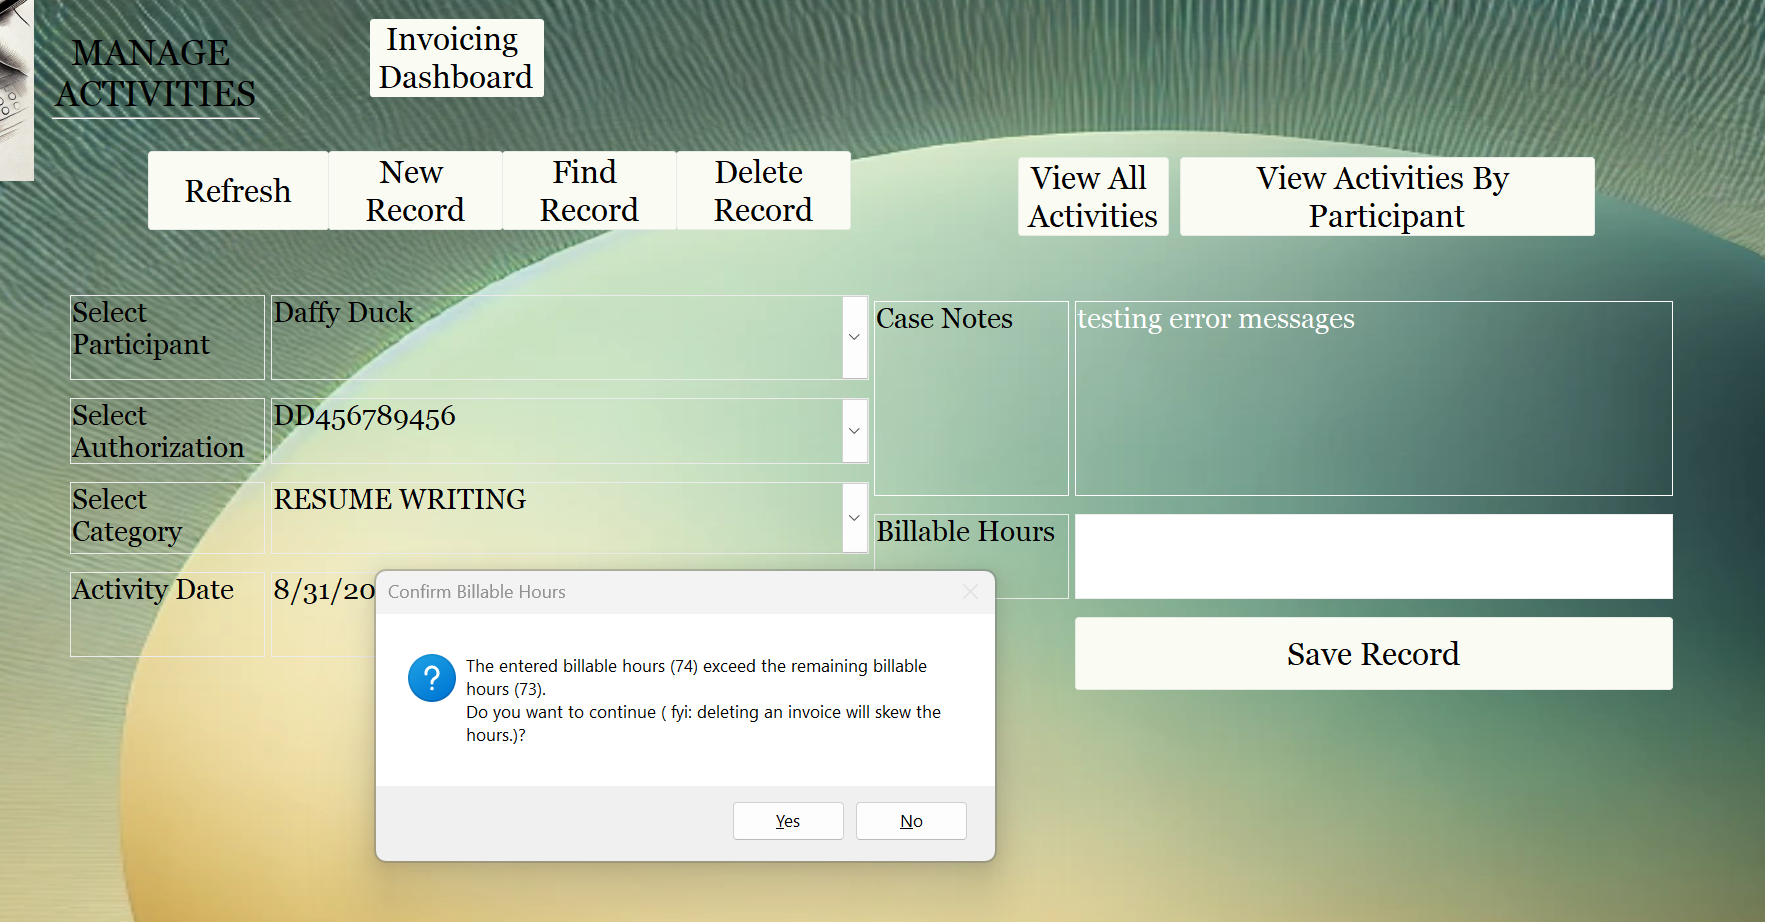 MANAGE
ACTIVITIES
Invoicing
Dashboard
Refresh
New
Record
Find
Record
Delete
Record
View All
Activities
View Activities By
Participant
Select
Participant
Daffy Duck
Select
Authorization
DD456789456
Select
Category
RESUME WRITING
Activity Date
8/31/20
Case Notes
testing error messages
Billable Hours
Save Record
Confirm Billable Hours
The entered billable hours (74) exceed the remaining billable
hours (73).
Do you want to continue ( fyi: deleting an invoice will skew the
hours.)?
Yes
No